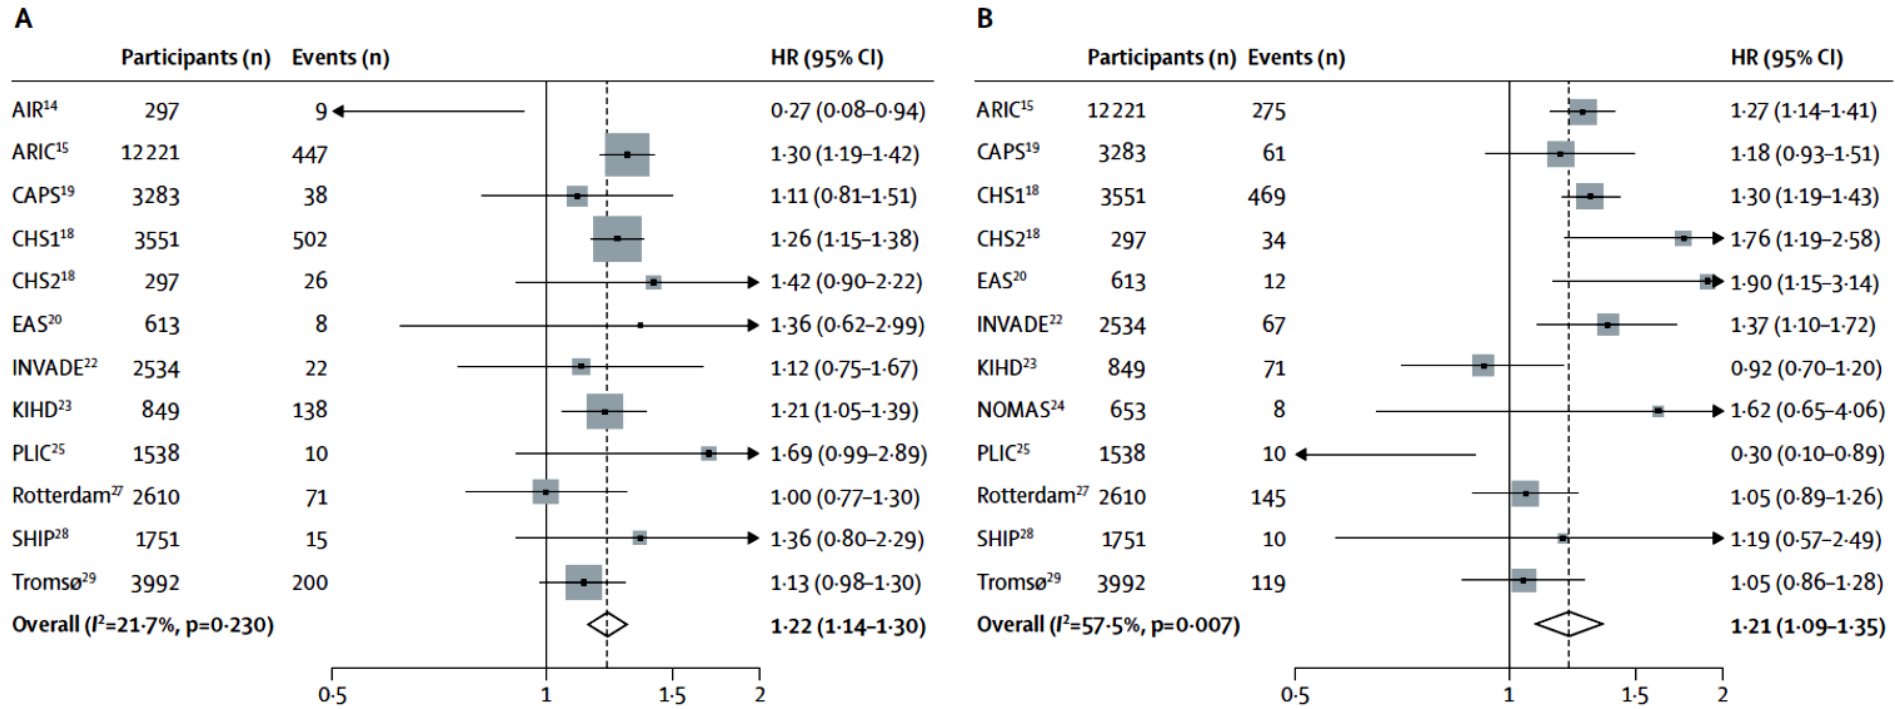 A
Participants (n) Events (n) HR (95% CI)
AIR14 297 9 0·27 (0·08–0·94)
ARIC15 12 221 447 1·30 (1·19–1·42)
CAPS19 3283 38 1·11 (0·81–1·51)
CHS118 3551 502 1·26 (1·15–1·38)
CHS218 297 26 1·42 (0·90–2·22)
EAS20 613 8 1·36 (0·62–2·99)
INVADE22 2534 22 1·12 (0·75–1·67)
KIHD23 849 138 1·21 (1·05–1·39)
PLIC25 1538 10 1·69 (0·99–2·89)
Rotterdam27 2610 71 1·00 (0·77–1·30)
SHIP28 1751 15 1·36 (0·80–2·29)
Tromsø29 3992 200 1·13 (0·98–1·30)
Overall (I2=21·7%, p=0·230) 1·22 (1·14–1·30)
0·5 1 1·5 2
B
Participants (n) Events (n) HR (95% CI)
ARIC15 12 221 275 1·27 (1·14–1·41)
CAPS19 3283 61 1·18 (0·93–1·51)
CHS118 3551 469 1·30 (1·19–1·43)
CHS218 297 34 1·76 (1·19–2·58)
EAS20 613 12 1·90 (1·15–3·14)
INVADE22 2534 67 1·37 (1·10–1·72)
KIHD23 849 71 0·92 (0·70–1·20)
NOMAS24 653 8 1·62 (0·65–4·06)
PLIC25 1538 10 0·30 (0·10–0·89)
Rotterdam27 2610 145 1·05 (0·89–1·26)
SHIP28 1751 10 1·19 (0·57–2·49)
Tromsø29 3992 119 1·05 (0·86–1·28)
Overall (I2=57·5%, p=0·007) 1·21 (1·09–1·35)
0·5 1 1·5 2